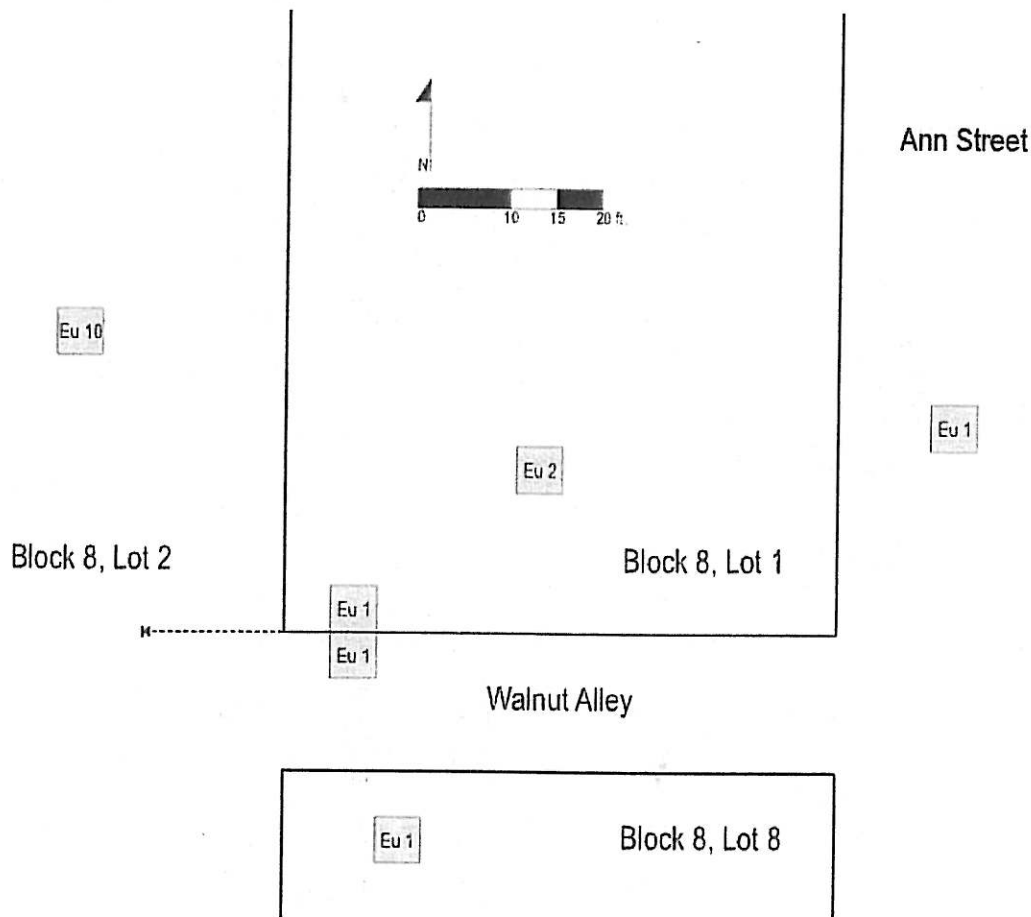 Ann Street
N
0 10 15 20 ft.
Eu 10
Eu 1
Eu 2
Block 8, Lot 2
Block 8, Lot 1
Eu 1
Eu 1
Walnut Alley
Eu 1
Block 8, Lot 8